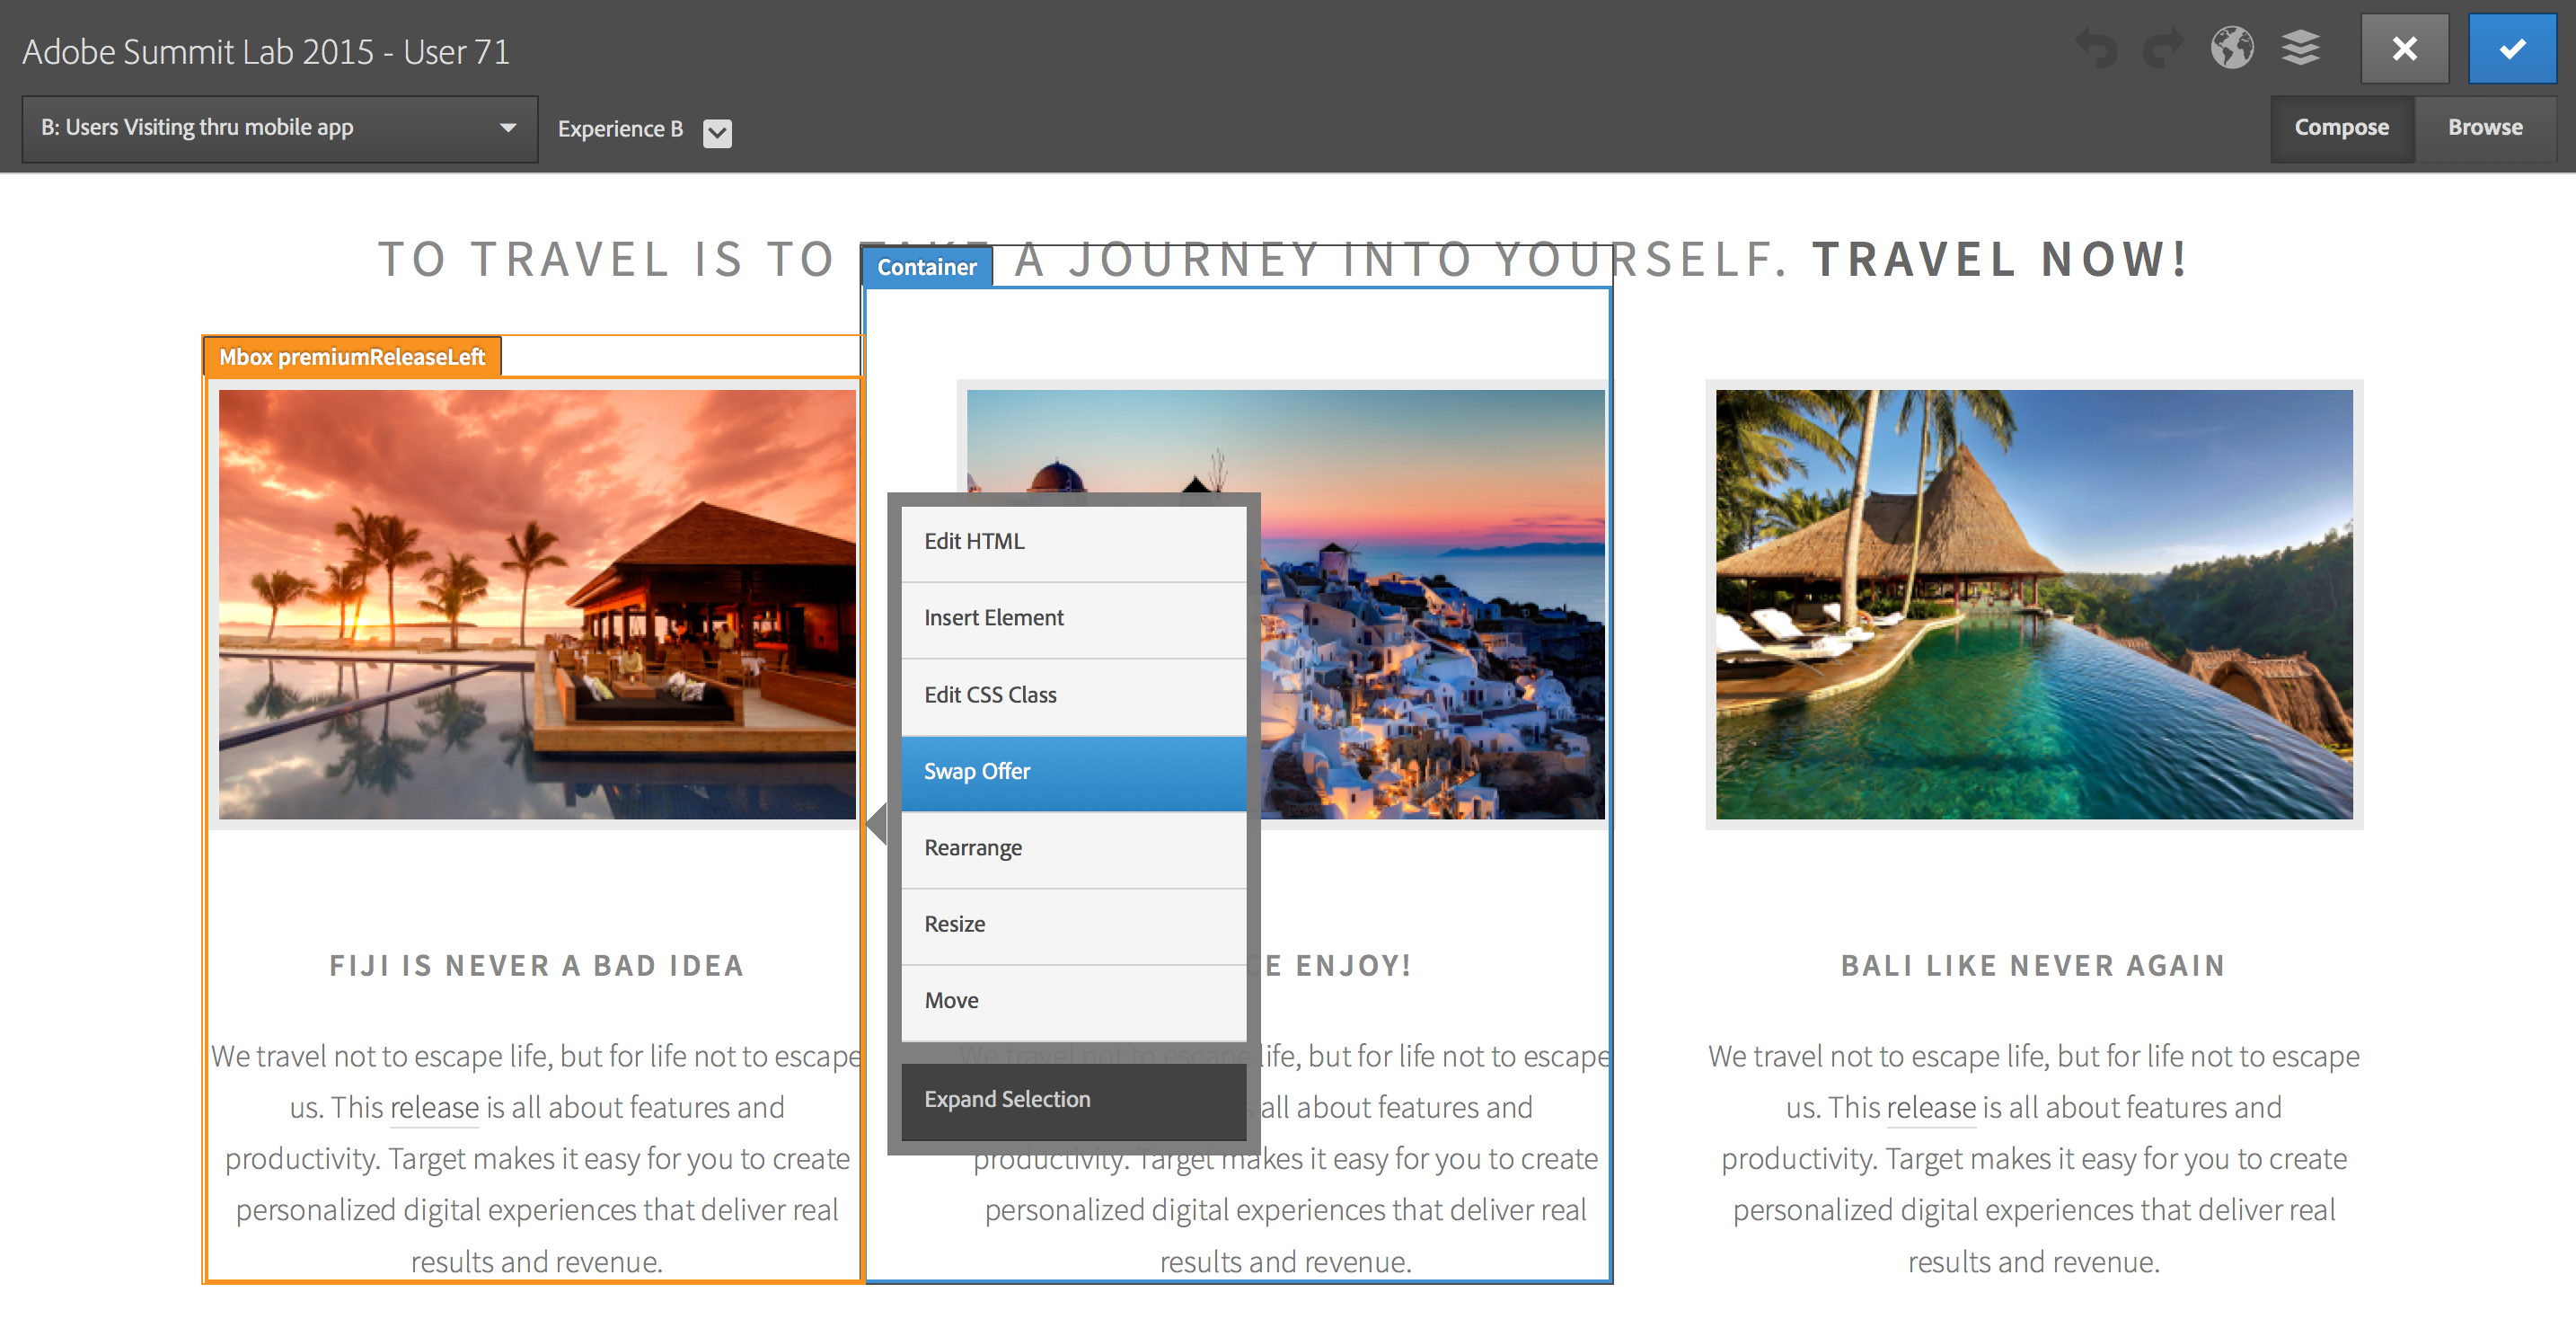 Adobe Summit Lab 2015 - User 71
B: Users Visiting thru mobile app
Experience B
Compose
Browse
TO TRAVEL IS TO A JOURNEY INTO YOURSELF. TRAVEL NOW!
Container
Mbox premiumReleaseLeft
Edit HTML
Insert Element
Edit CSS Class
Swap Offer
Rearrange
Resize
Move
Expand Selection
FIJI IS NEVER A BAD IDEA
We travel not to escape life, but for life not to escape
us. This release is all about features and
productivity. Target makes it easy for you to create
personalized digital experiences that deliver real
results and revenue.
ENJOY!
We travel not to escape life, but for life not to escape
all about features and
productivity. Target makes it easy for you to create
personalized digital experiences that deliver real
results and revenue.
BALI LIKE NEVER AGAIN
We travel not to escape life, but for life not to escape
us. This release is all about features and
productivity. Target makes it easy for you to create
personalized digital experiences that deliver real
results and revenue.